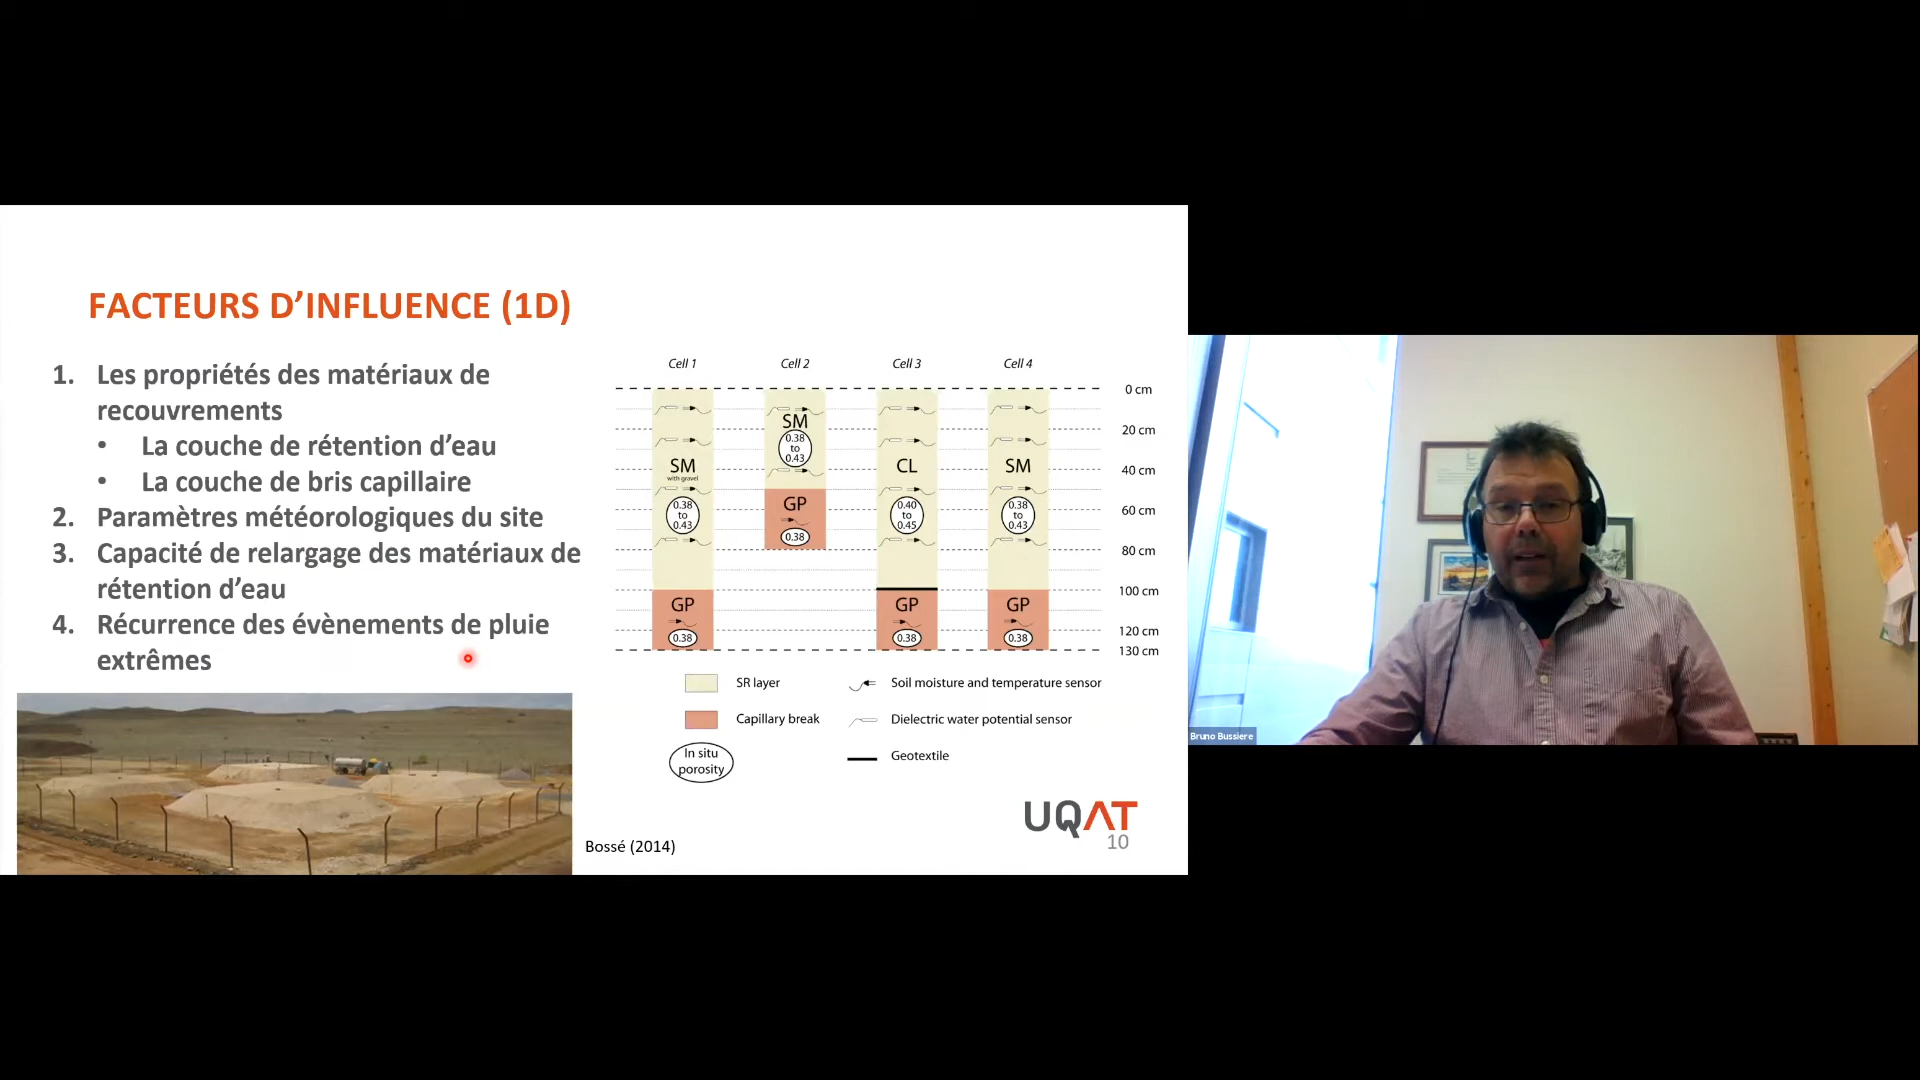 FACTEURS D'INFLUENCE (1D)
1. Les propriétés des matériaux de
recouvrements
• La couche de rétention d'eau
• La couche de bris capillaire
2. Paramètres météorologiques du site
3. Capacité de relargage des matériaux de
rétention d'eau
4. Récurrence des évènements de pluie
extrêmes
Cell 1 Cell 2 Cell 3 Cell 4
0 cm
20 cm
40 cm
60 cm
80 cm
100 cm
120 cm
130 cm
SM
with gravel
0.38
to
0.43
GP
0.38
SM
0.38
to
0.43
GP
0.38
CL
0.40
to
0.45
GP
0.38
SM
0.38
to
0.43
GP
0.38
SR layer
Capillary break
In situ
porosity
Soil moisture and temperature sensor
Dielectric water potential sensor
Geotextile
Bossé (2014)
UQAT
10
Bruno Bussiere